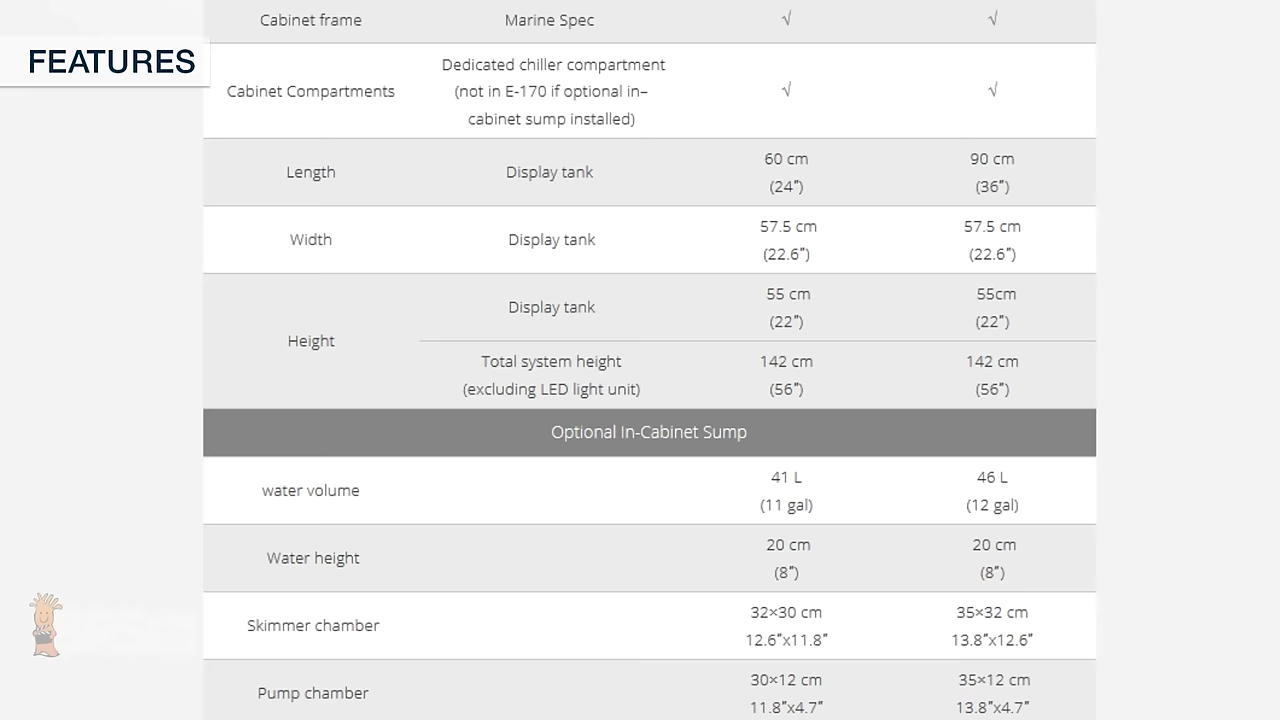 FEATURES
Cabinet frame Marine Spec √ √
Cabinet Compartments
Dedicated chiller compartment
(not in E-170 if optional in–
cabinet sump installed)
√ √
Length Display tank
60 cm 90 cm
(24”) (36”)
Width Display tank
57.5 cm 57.5 cm
(22.6”) (22.6”)
Height
Display tank
55 cm 55cm
(22”) (22”)
Total system height 142 cm 142 cm
(excluding LED light unit) (56”) (56”)
Optional In-Cabinet Sump
water volume
41 L 46 L
(11 gal) (12 gal)
Water height
20 cm 20 cm
(8”) (8”)
Skimmer chamber
32×30 cm 35×32 cm
12.6”x11.8” 13.8”x12.6”
Pump chamber
30×12 cm 35×12 cm
11.8”x4.7” 13.8”x4.7”